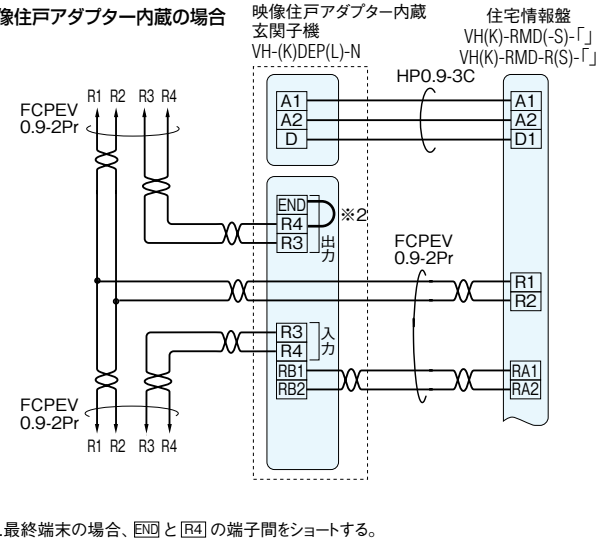 像住戸アダプター内蔵の場合
映像住戸アダプター内蔵
玄関子機
VH-(K)DEP(L)-N
住宅情報盤
VH(K)-RMD(-S)-「」
VH(K)-RMD-R(S)-「」
HP0.9-3C
R1 R2 R3 R4
FCPEV
0.9-2Pr
A1
A2
D
A1
A2
D1
END
R4
R3
出力
※2
FCPEV
0.9-2Pr
R1
R2
R3
R4
入力
RB1
RB2
RA1
RA2
FCPEV
0.9-2Pr
R1 R2 R3 R4
.最終端末の場合、END と R4 の端子間をショートする。